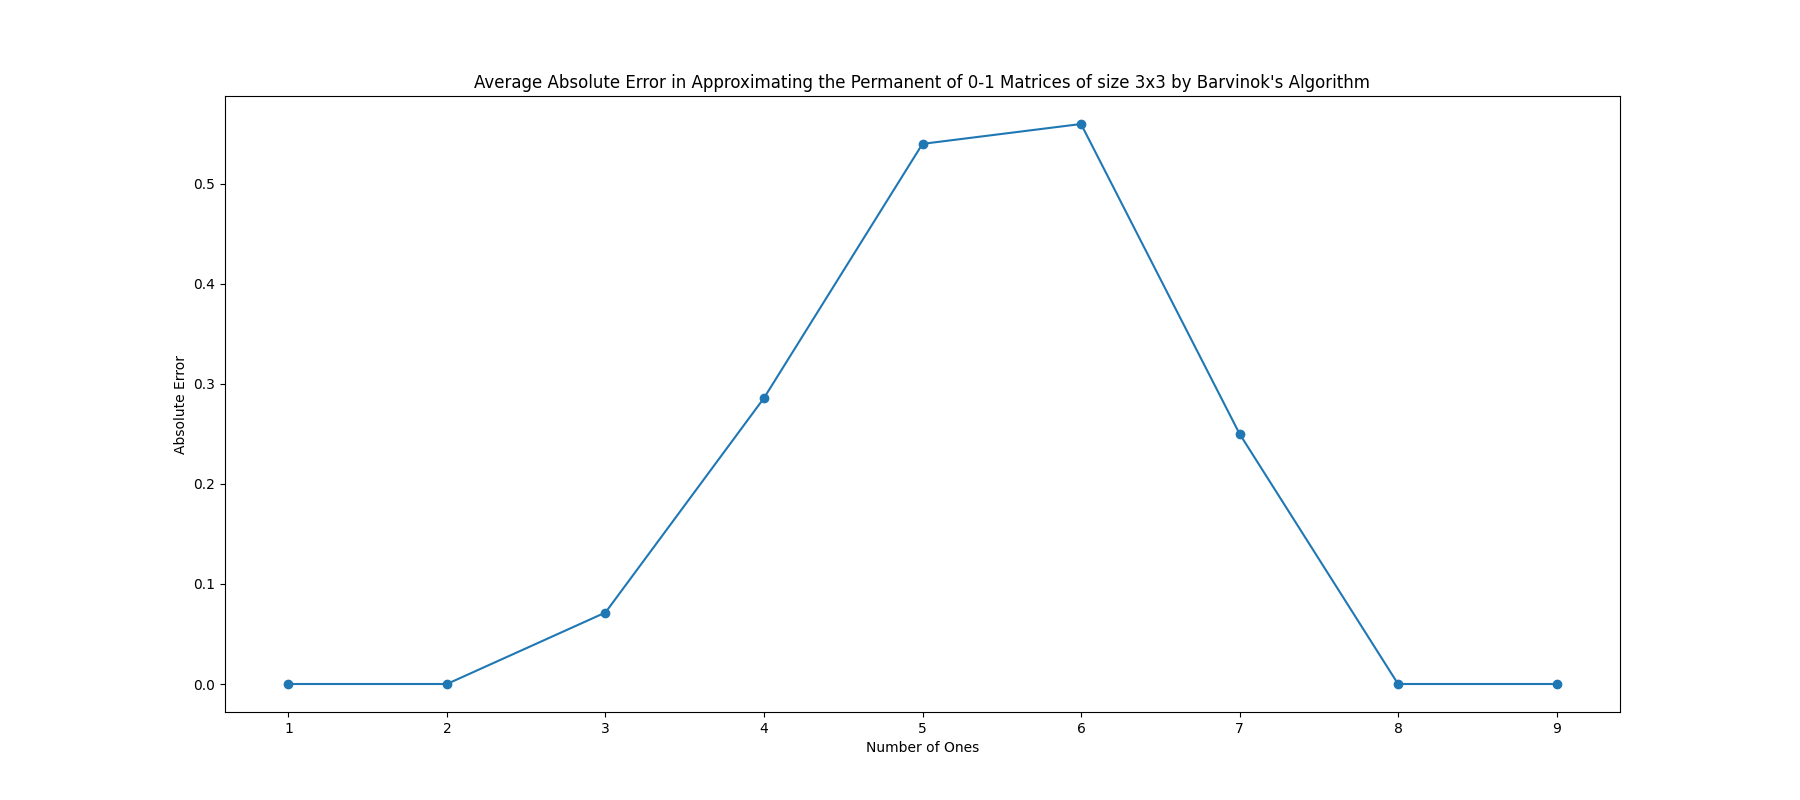 Average Absolute Error in Approximating the Permanent of 0-1 Matrices of size 3x3 by Barvinok's Algorithm
Absolute Error
0.5
0.4
0.3
0.2
0.1
0.0
1 2 3 4 5 6 7 8 9
Number of Ones